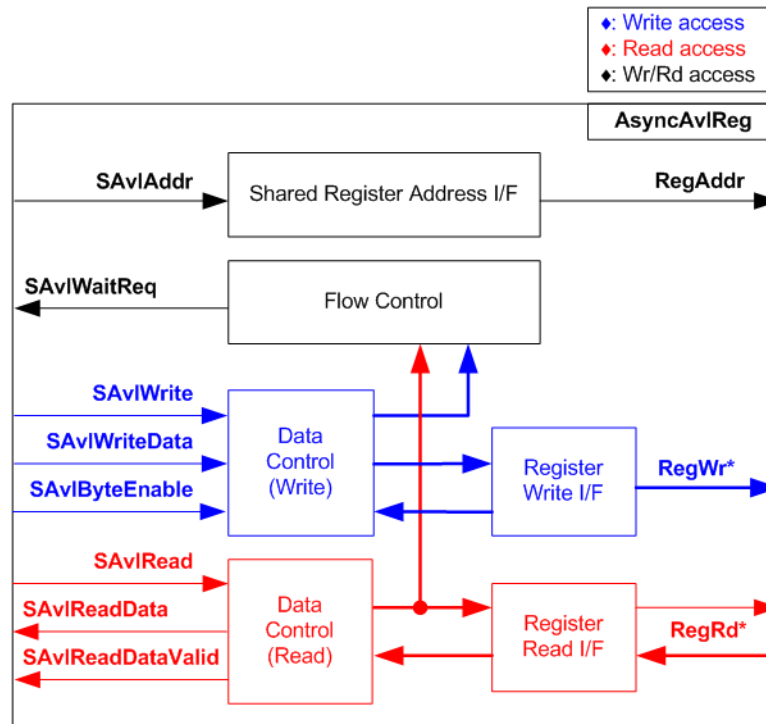 ♦: Write access
♦: Read access
♦: Wr/Rd access
AsyncAvlReg
SAvlAddr
Shared Register Address I/F
RegAddr
SAvlWaitReq
Flow Control
SAvlWrite
SAvlWriteData
SAvlByteEnable
Data
Control
(Write)
Register
Write I/F
RegWr*
SAvlRead
SAvlReadData
SAvlReadDataValid
Data
Control
(Read)
Register
Read I/F
RegRd*